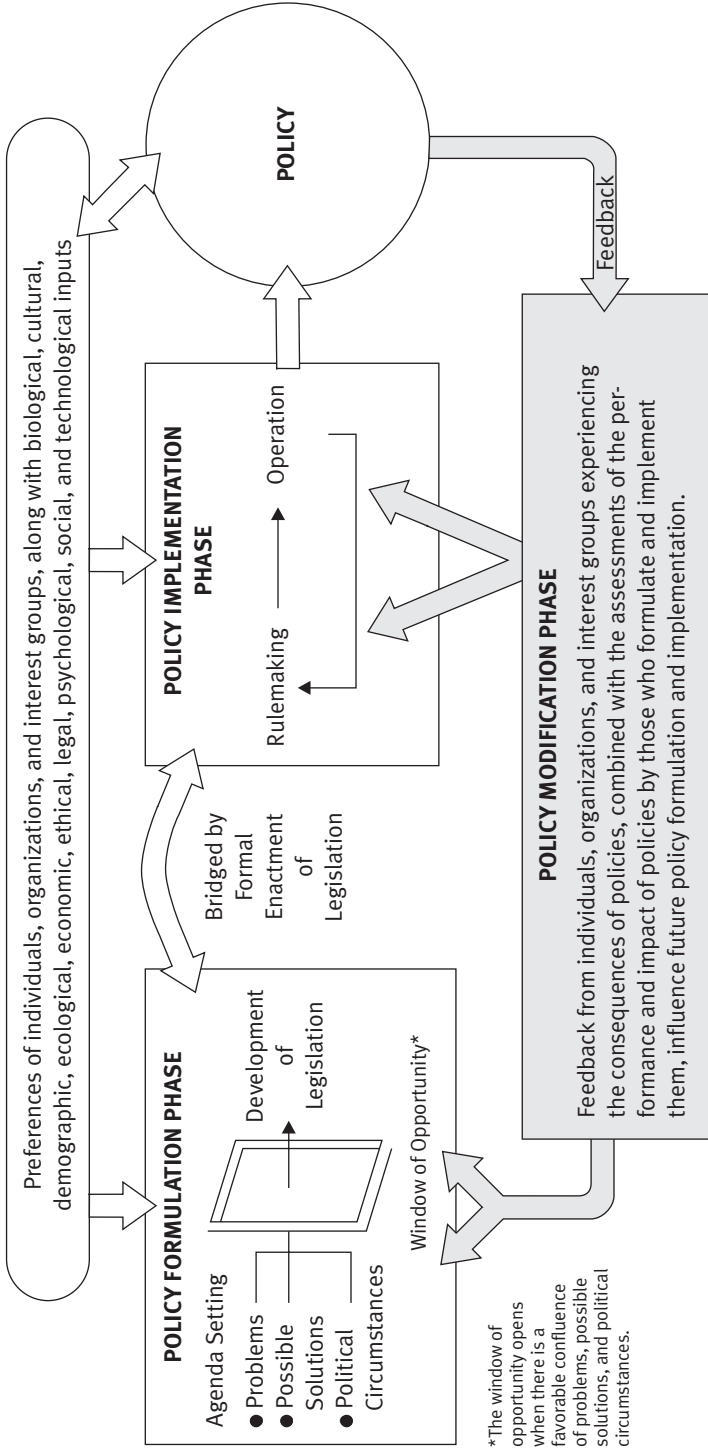 Preferences of individuals, organizations, and interest groups, along with biological, cultural,
demographic, ecological, economic, ethical, legal, psychological, social, and technological inputs
POLICY FORMULATION PHASE
Agenda Setting
● Problems
● Possible
Solutions
● Political
Circumstances
Development
of
Legislation
Window of Opportunity*
Bridged by
Formal
Enactment
of
Legislation
POLICY IMPLEMENTATION
PHASE
Rulemaking
Operation
POLICY
Feedback
POLICY MODIFICATION PHASE
Feedback from individuals, organizations, and interest groups experiencing
the consequences of policies, combined with the assessments of the per-
formance and impact of policies by those who formulate and implement
them, influence future policy formulation and implementation.
*The window of
opportunity opens
when there is a
favorable confluence
of problems, possible
solutions, and political
circumstances.